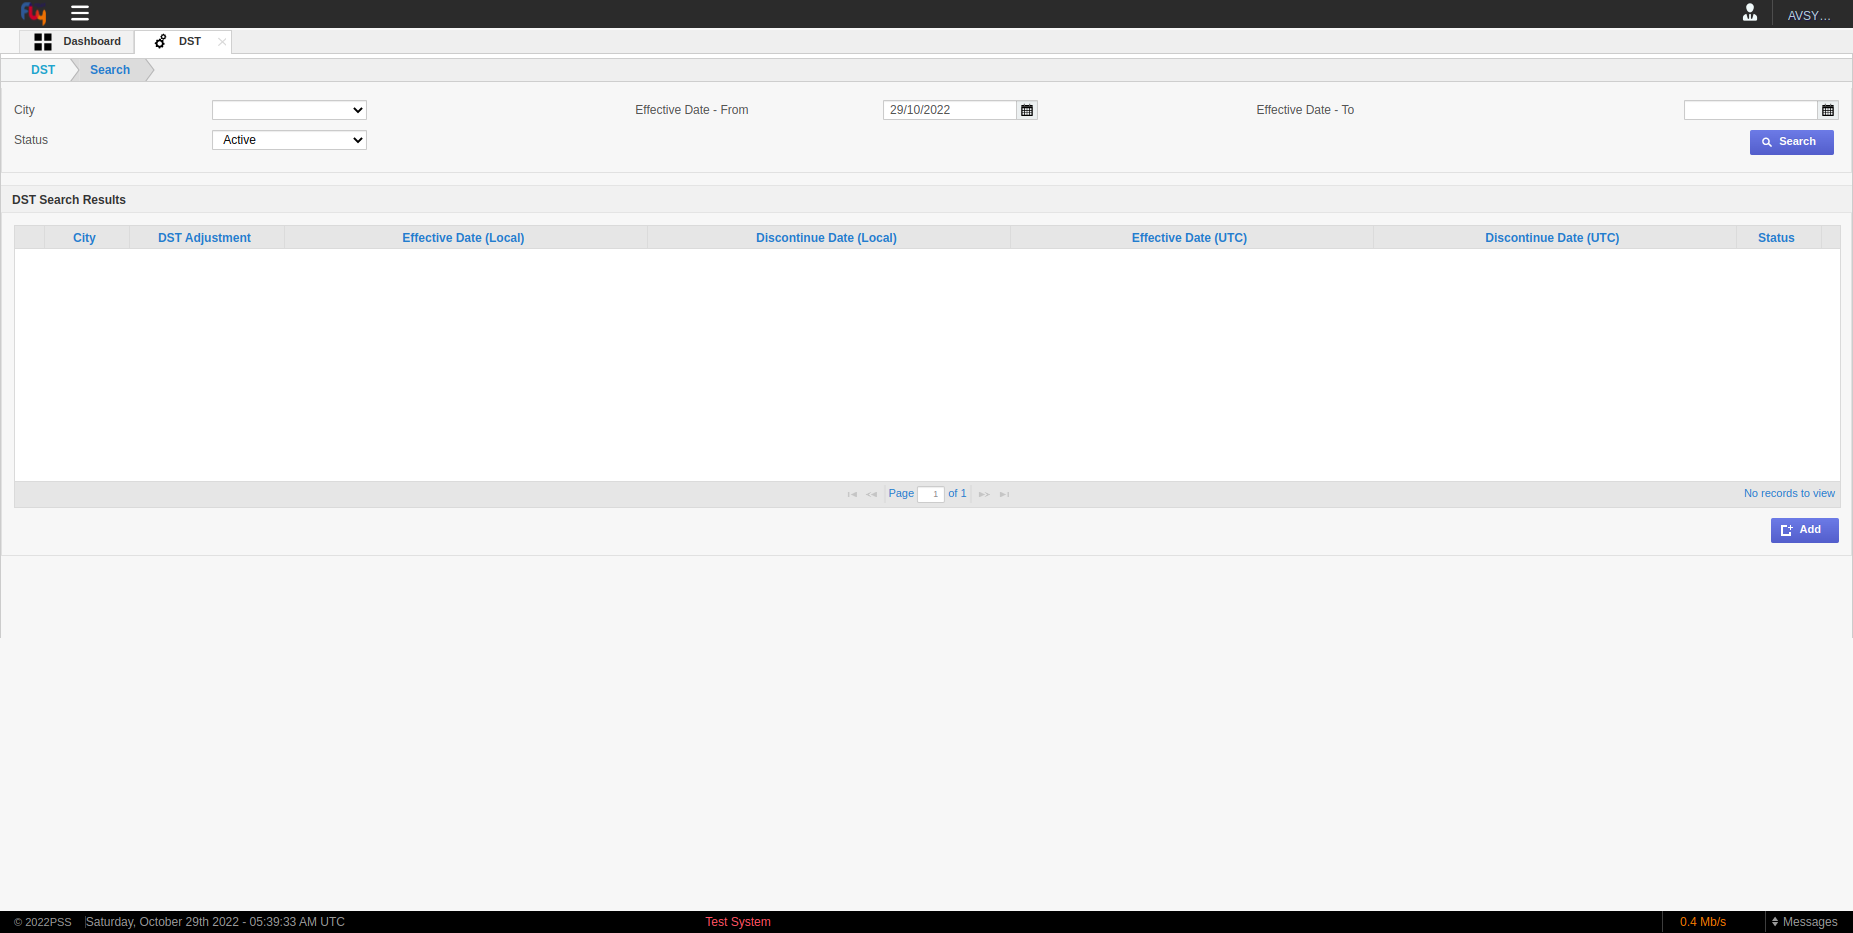 Fly
AVSY…
Dashboard DST
DST Search
City Effective Date - From 29/10/2022 Effective Date - To
Status Active Search
DST Search Results
City DST Adjustment Effective Date (Local) Discontinue Date (Local) Effective Date (UTC) Discontinue Date (UTC) Status
Page 1 of 1 No records to view
Add
© 2022PSS Saturday, October 29th 2022 - 05:39:33 AM UTC Test System 0.4 Mb/s Messages